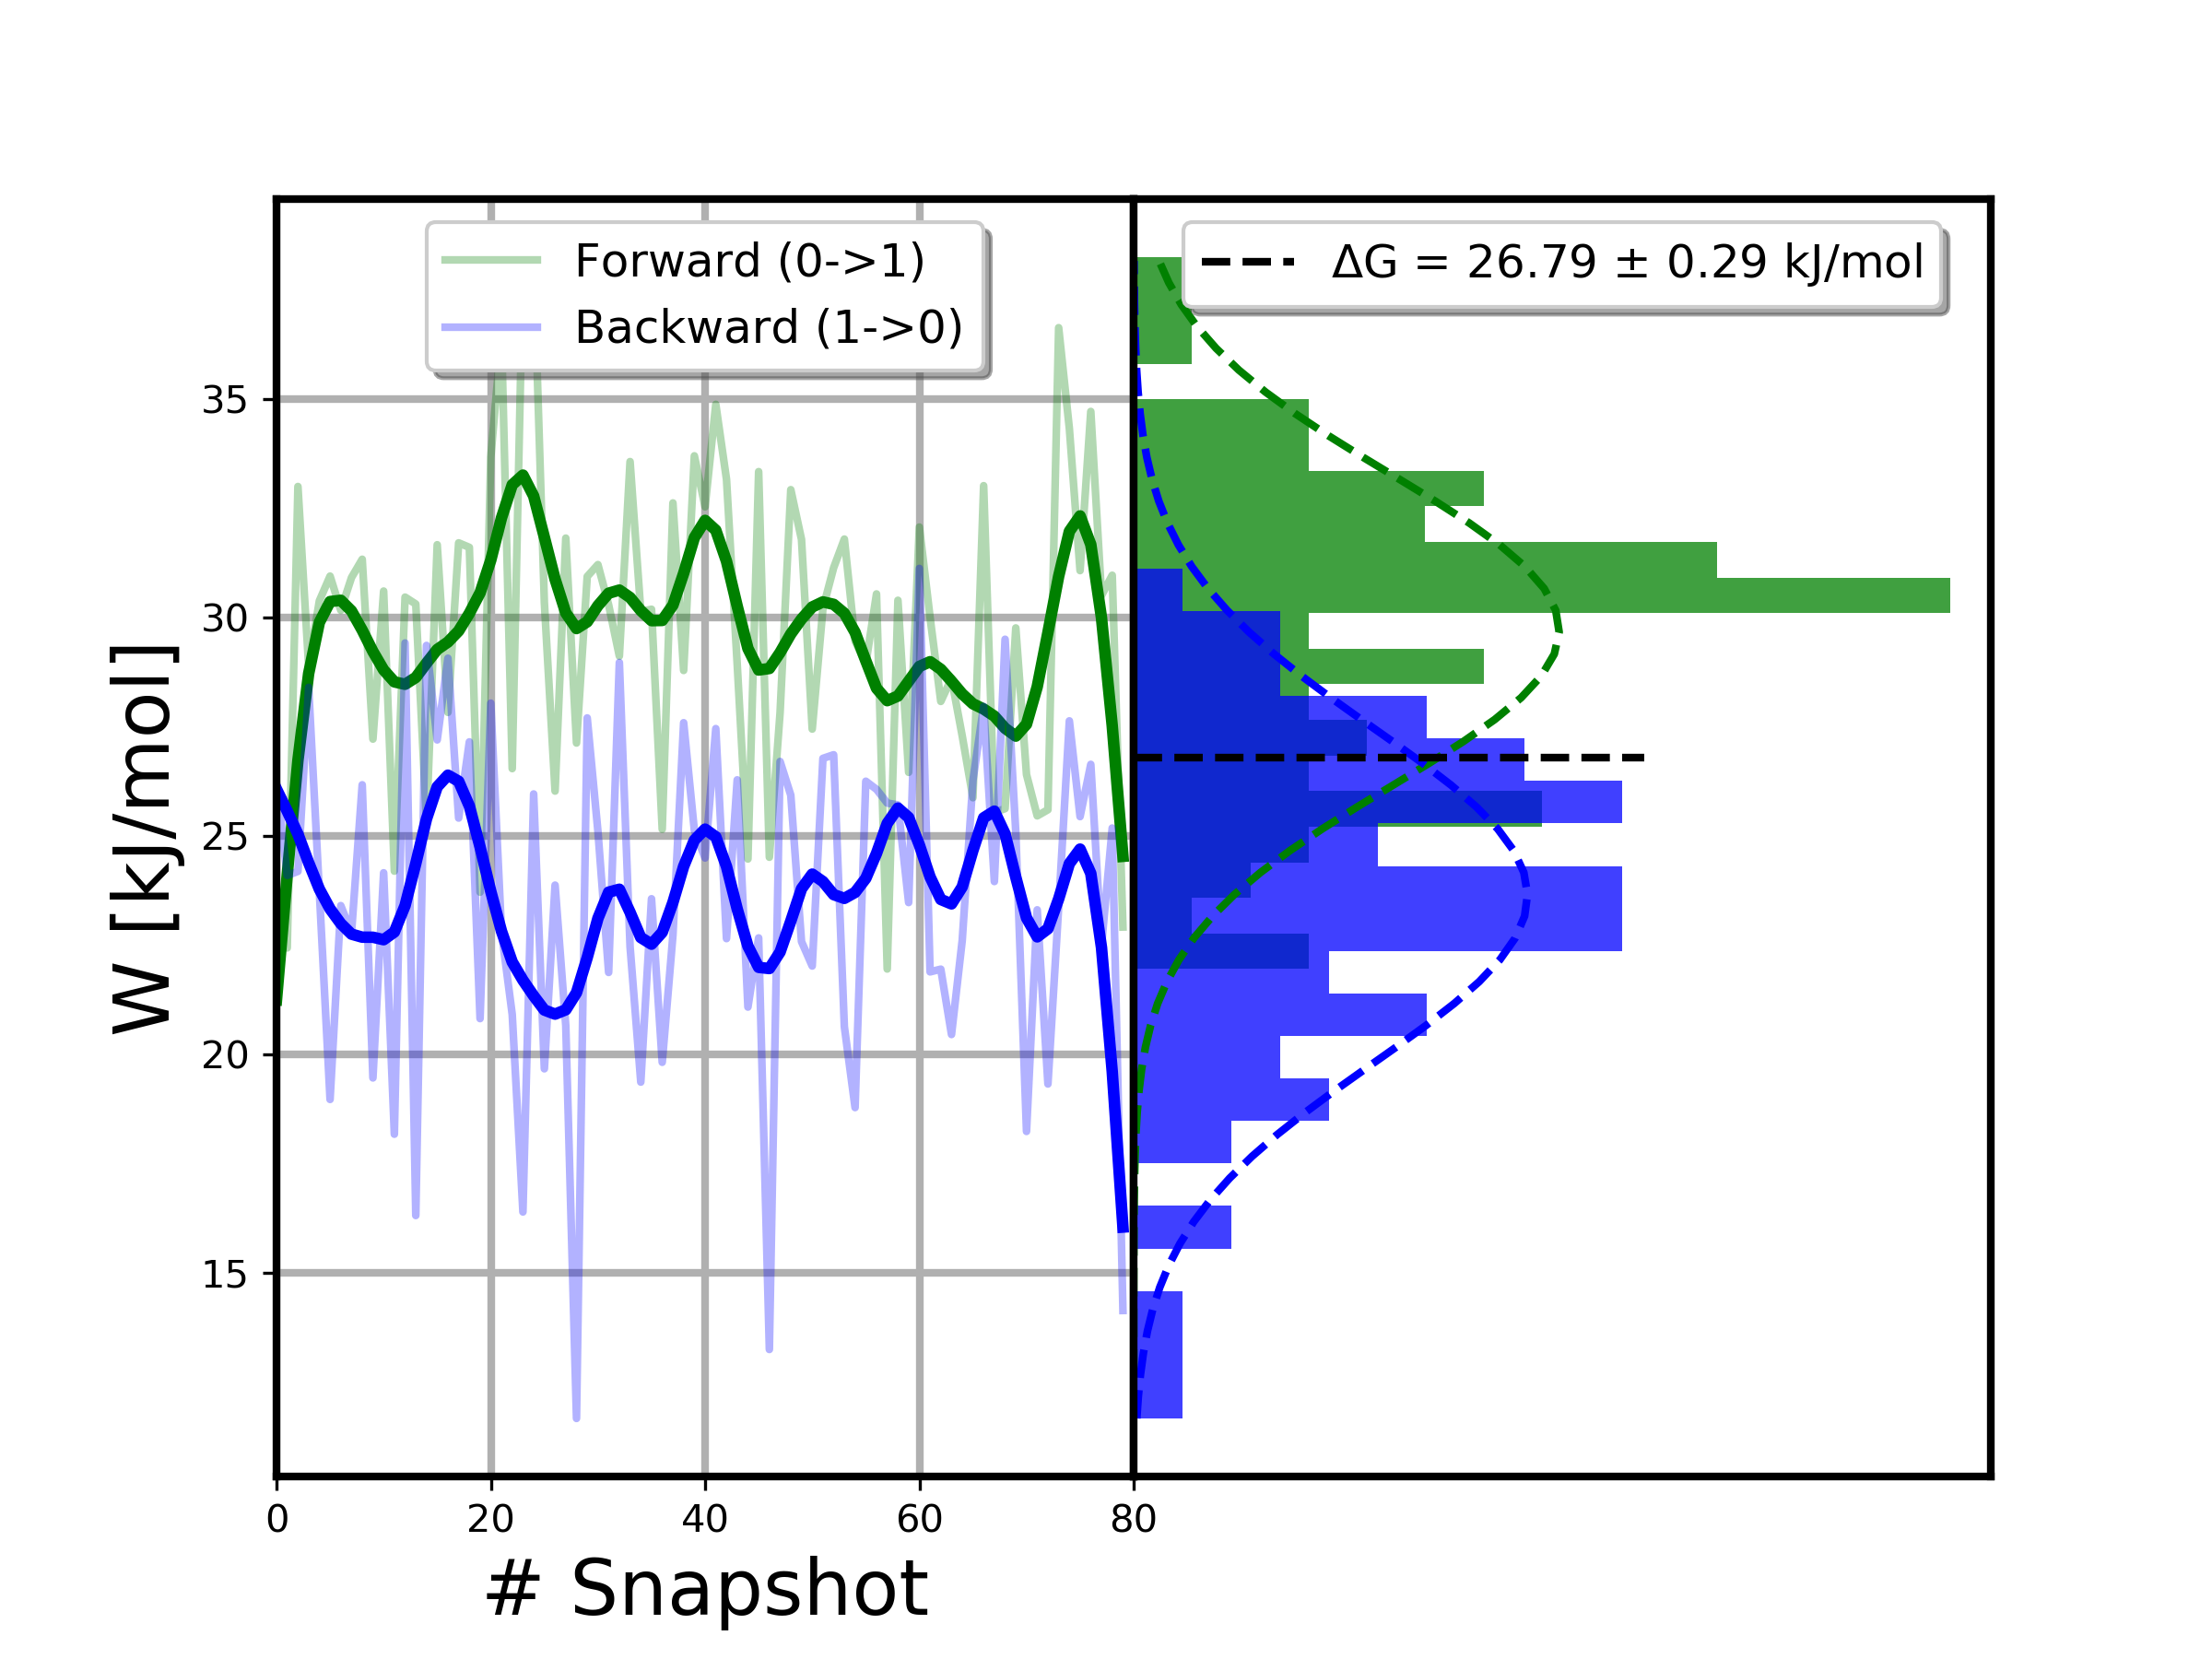 Forward (0->1)
Backward (1->0)
ΔG = 26.79 ± 0.29 kJ/mol
W [kJ/mol]
35
30
25
20
15
0 20 40 60 80
# Snapshot